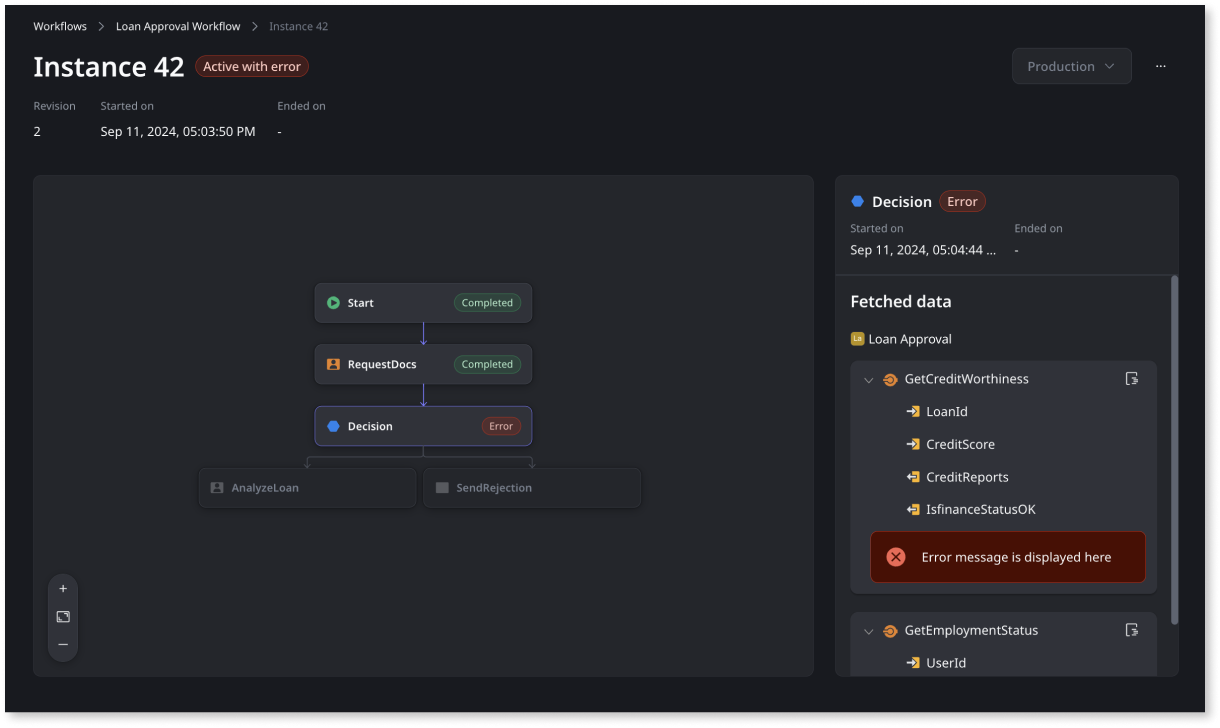 Workflows > Loan Approval Workflow > Instance 42
Instance 42 Active with error
Production
...
Revision Started on Ended on
2 Sep 11, 2024, 05:03:50 PM -
Start Completed
RequestDocs Completed
Decision Error
AnalyzeLoan SendRejection
+
−
Decision Error
Started on Ended on
Sep 11, 2024, 05:04:44 ... -
Fetched data
La Loan Approval
GetCreditWorthiness
LoanId
CreditScore
CreditReports
IsfinanceStatusOK
Error message is displayed here
GetEmploymentStatus
UserId